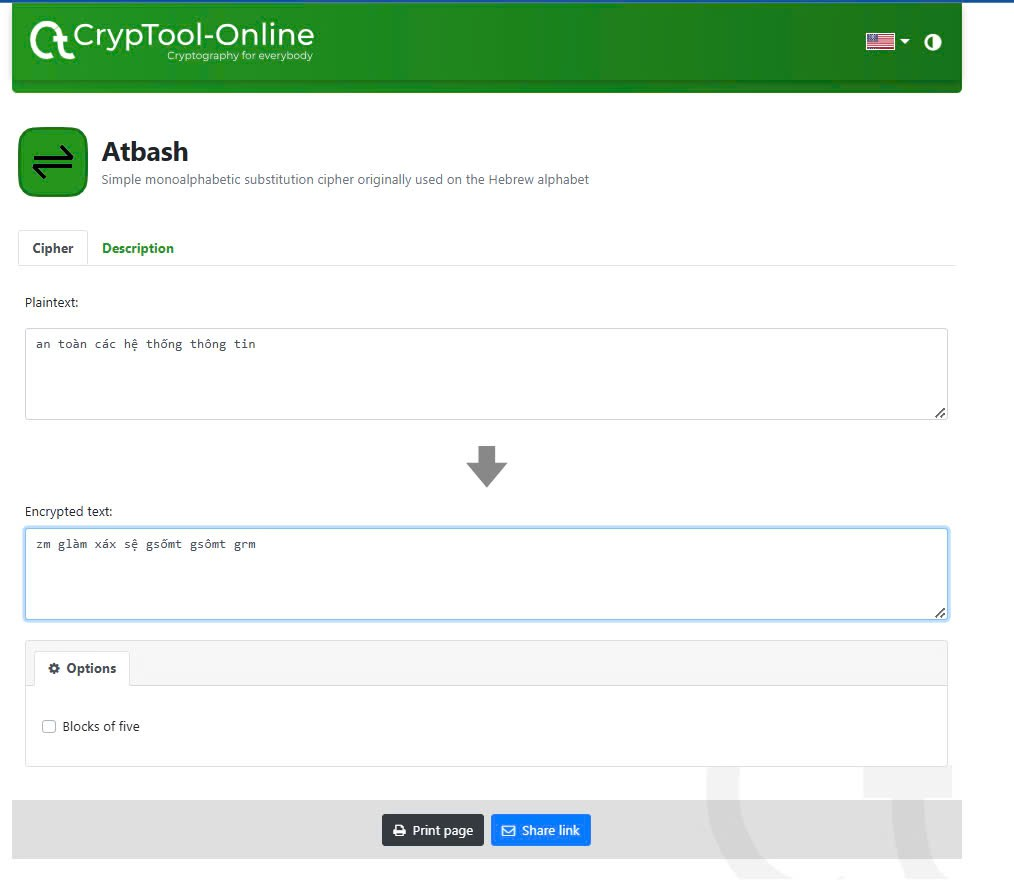 CrypTool-Online
Cryptography for everybody
Atbash
Simple monoalphabetic substitution cipher originally used on the Hebrew alphabet
Cipher Description
Plaintext:
an toàn các hệ thống thông tin
Encrypted text:
zm glàm xáx sệ gsốmt gsômt grm
Options
Blocks of five
Print page Share link